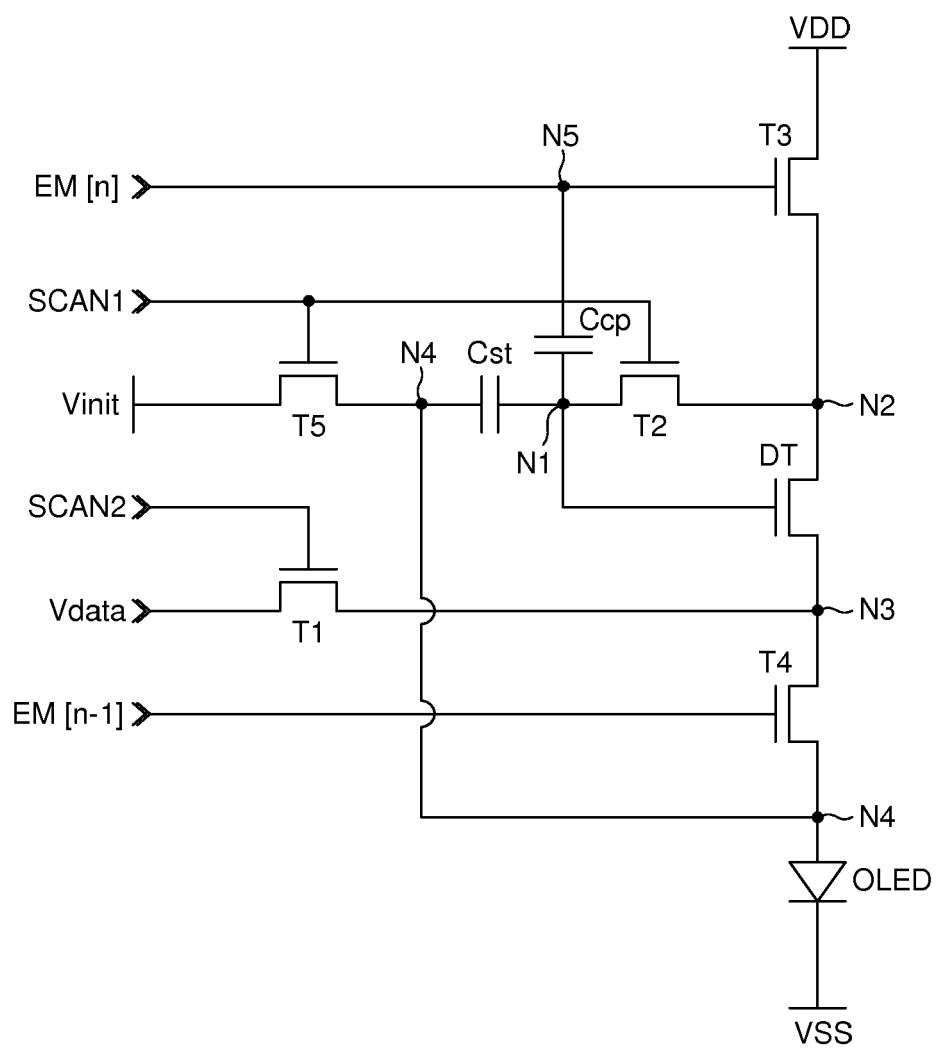 VDD
T3
N5
EM [n]
SCAN1
Ccp
N4
Cst
Vinit
T5
N1
T2
N2
DT
SCAN2
Vdata
T1
N3
T4
EM [n-1]
N4
OLED
VSS